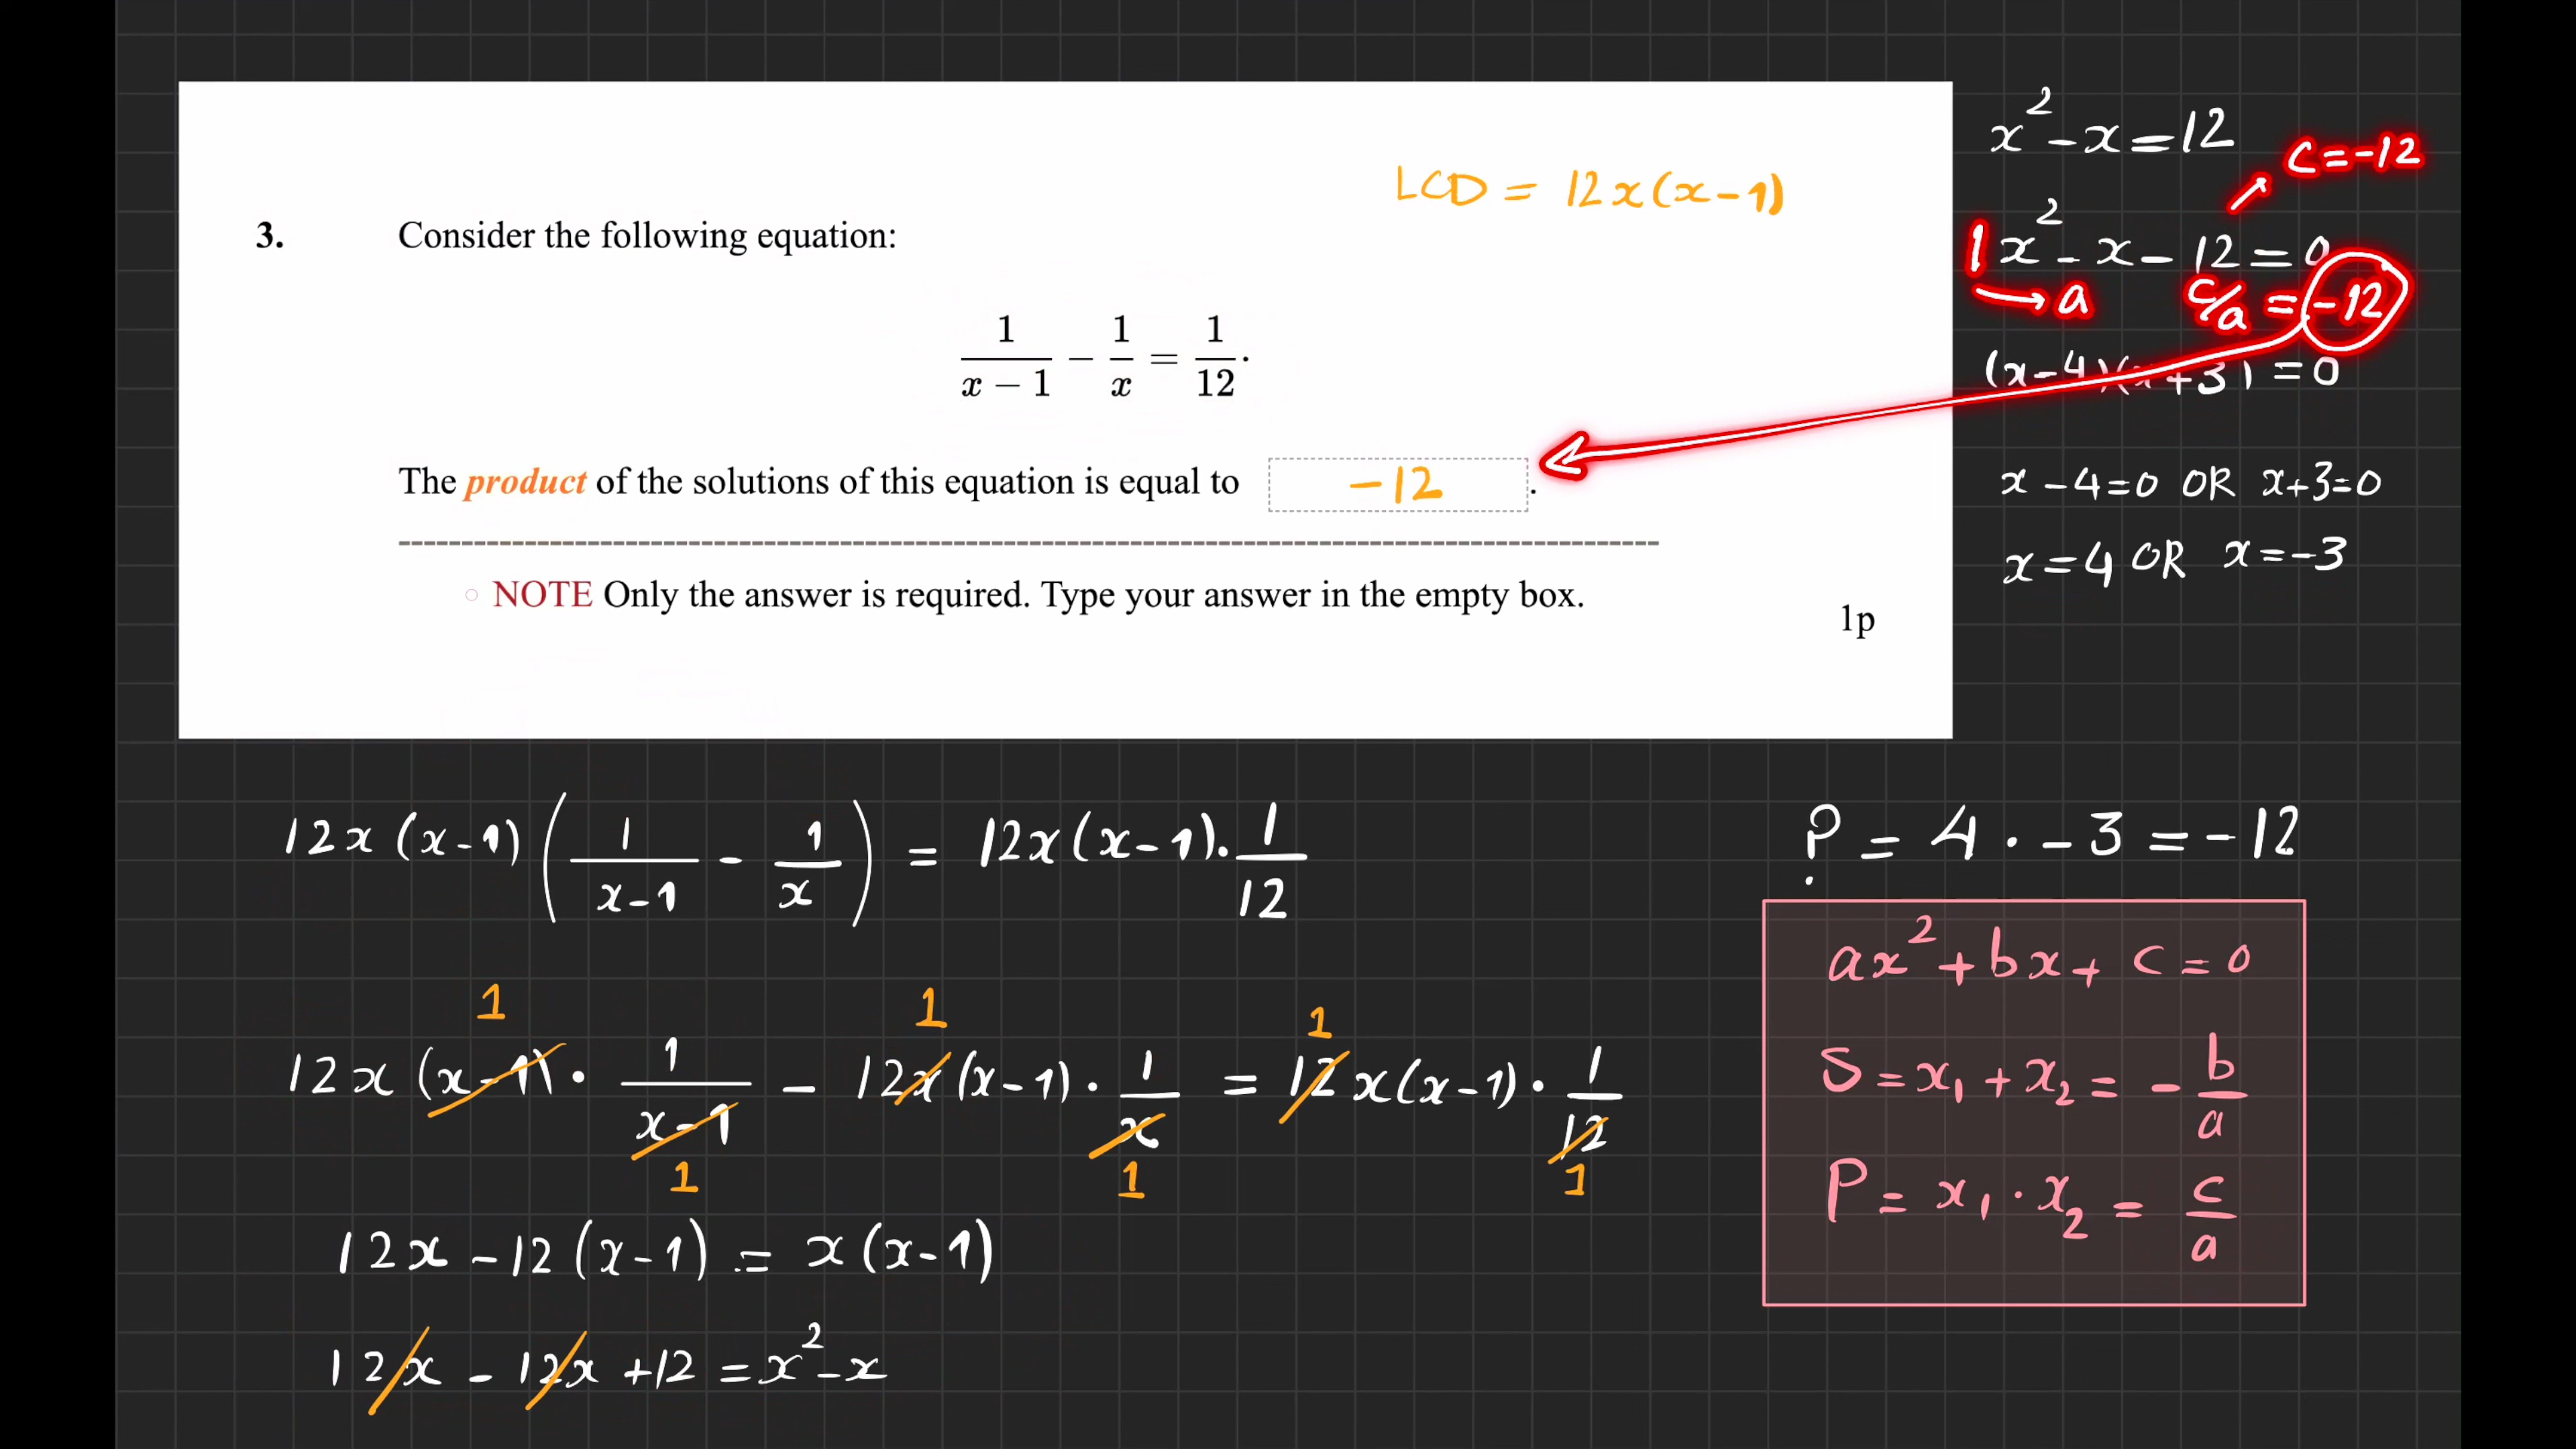 LCD = 12x(x-1)
3. Consider the following equation:
1/(x − 1) − 1/x = 1/12.
The product of the solutions of this equation is equal to -12 .
○ NOTE Only the answer is required. Type your answer in the empty box.
1p
x² - x = 12
c = -12
1x² - x - 12 = 0
→ a
c/a = -12
(x-4)(x+3) = 0
x - 4 = 0 OR x+3=0
x = 4 OR x = -3
12x (x-1) (1/(x-1) - 1/x) = 12x(x-1) · 1/12
1 1 1
12x (x-1) · 1/(x-1) - 12x(x-1) · 1/x = 12x(x-1) · 1/12
1 1 1
12x - 12(x-1) = x(x-1)
12x - 12x + 12 = x² - x
P = 4 · -3 = -12
ax² + bx + c = 0
S = x₁ + x₂ = - b/a
P = x₁ · x₂ = c/a